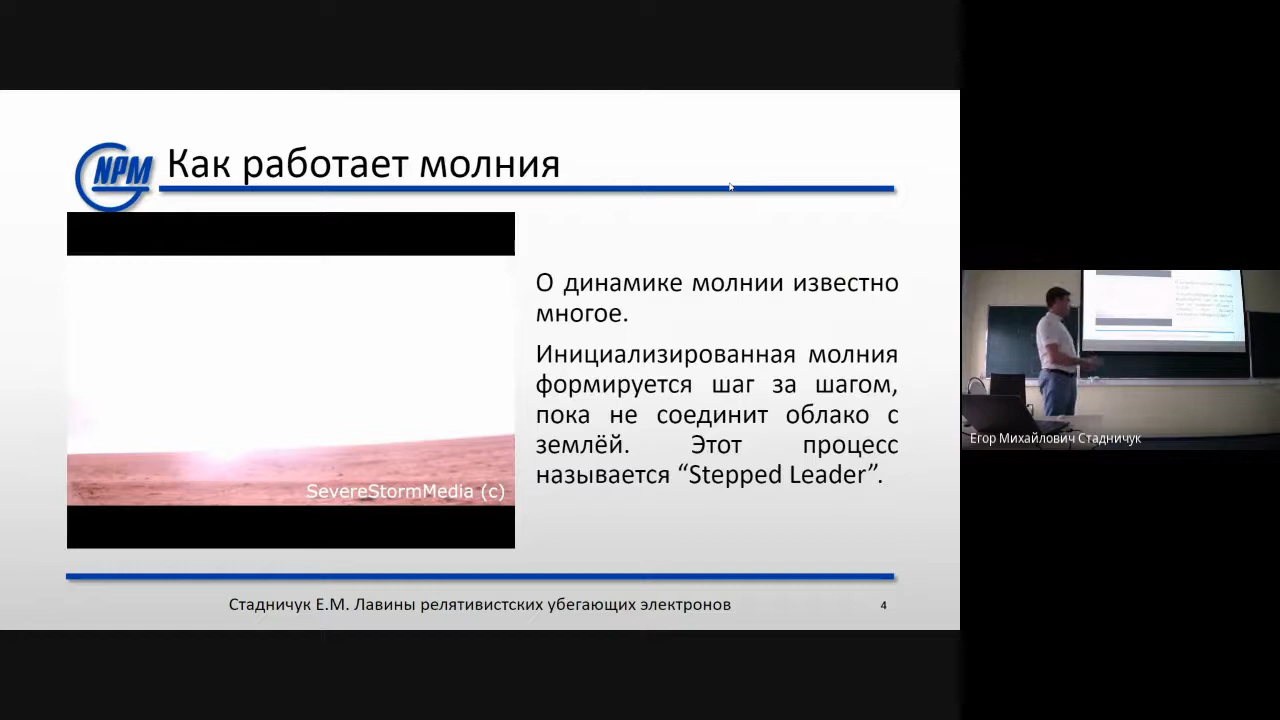 NPM
Как работает молния
О динамике молнии известно
многое.
Инициализированная молния
формируется шаг за шагом,
пока не соединит облако с
землёй. Этот процесс
называется “Stepped Leader”.
SevereStormMedia (c)
Стадничук Е.М. Лавины релятивистских убегающих электронов
4
Егор Михайлович Стадничук